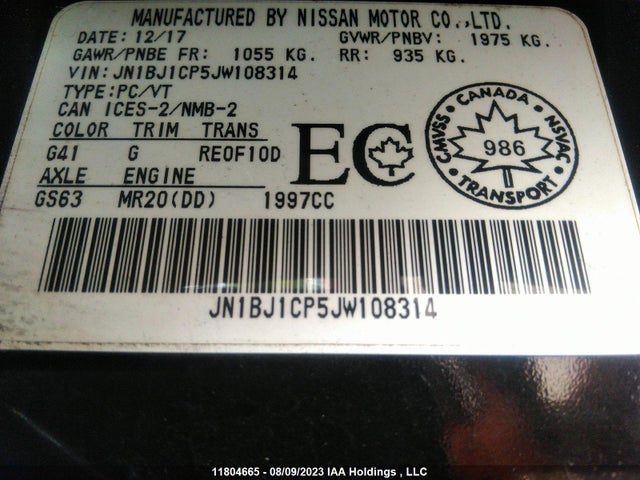 MANUFACTURED BY NISSAN MOTOR CO.,LTD.
DATE: 12/17 GVWR/PNBV: 1975 KG.
GAWR/PNBE FR: 1055 KG. RR: 935 KG.
VIN: JN1BJ1CP5JW108314
TYPE:PC/VT
CAN ICES-2/NMB-2
COLOR TRIM TRANS
G41 G RE0F10D
AXLE ENGINE
GS63 MR20(DD) 1997CC
EC
CANADA
CMVSS 986 NSVAC
TRANSPORT
JN1BJ1CP5JW108314
11804665 - 08/09/2023 IAA Holdings , LLC